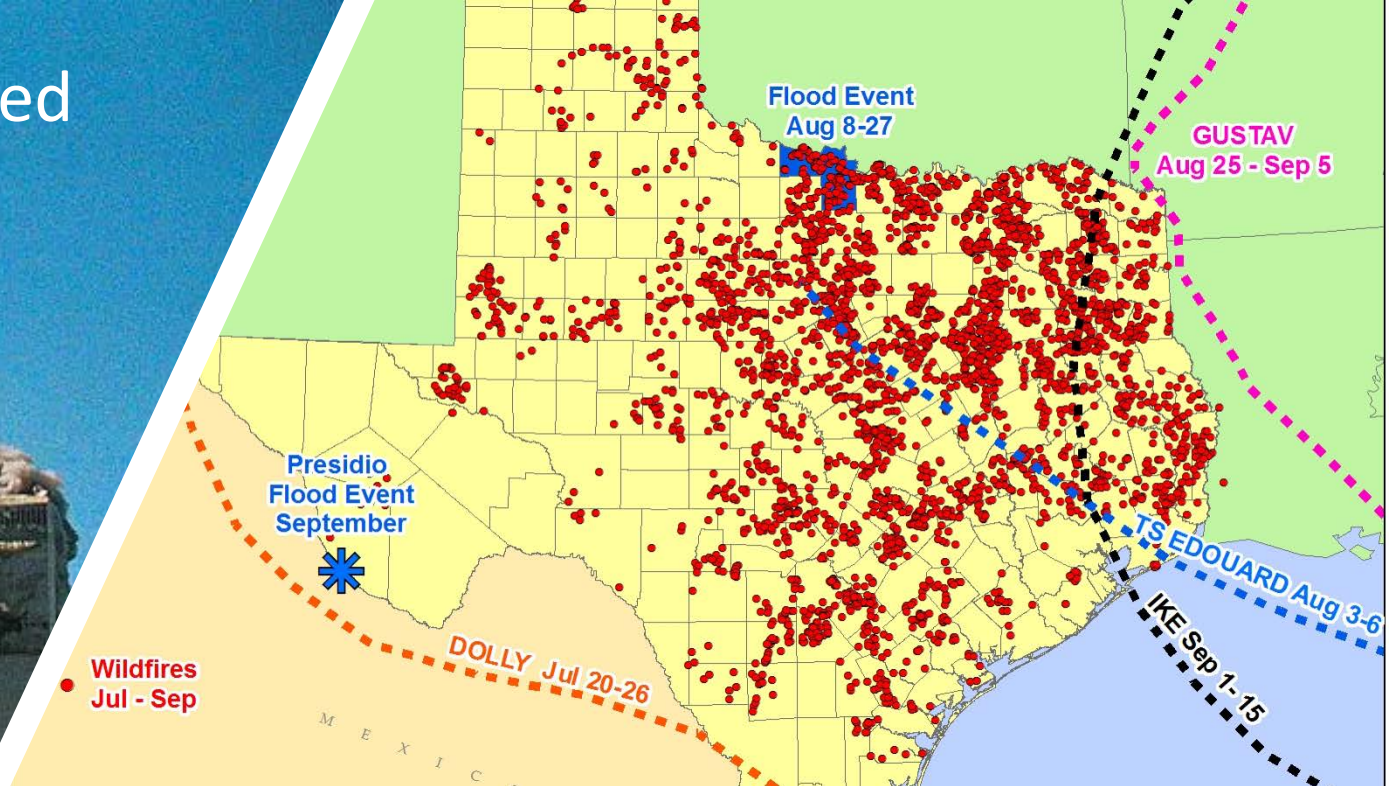 ed
Flood Event
Aug 8-27
GUSTAV
Aug 25 - Sep 5
Presidio
Flood Event
September
TS EDOUARD Aug 3-6
IKE Sep 1-15
DOLLY Jul 20-26
Wildfires
Jul - Sep
M E X I C